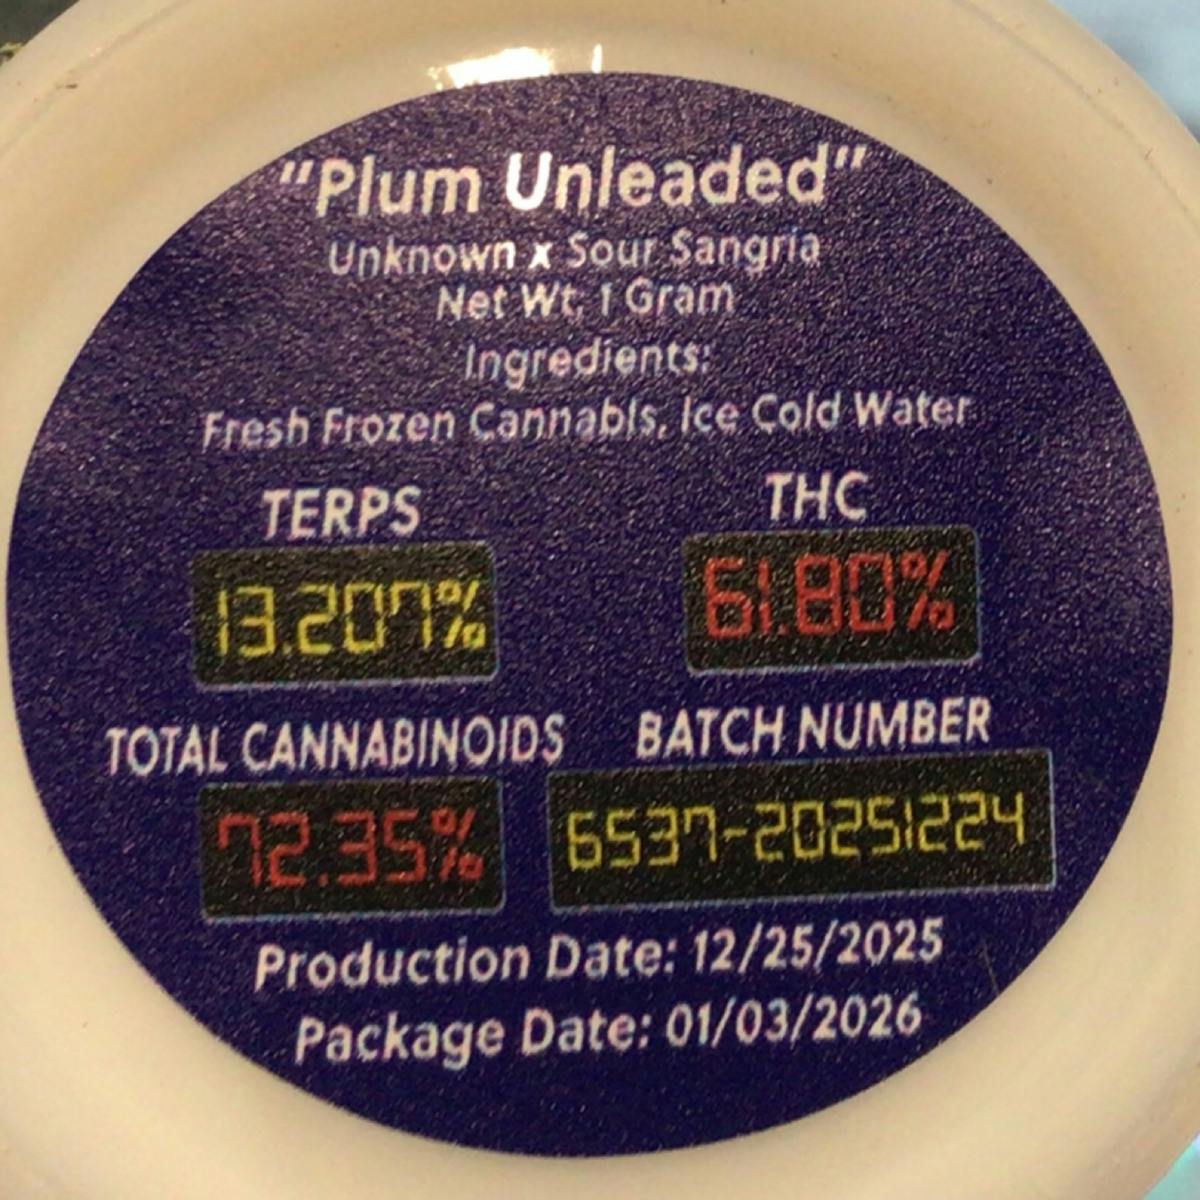 "Plum Unleaded"
Unknown x Sour Sangria
Net Wt. 1 Gram
Ingredients:
Fresh Frozen Cannabis, Ice Cold Water
TERPS THC
13.207% 61.80%
TOTAL CANNABINOIDS BATCH NUMBER
72.35% 6537-20251224
Production Date: 12/25/2025
Package Date: 01/03/2026